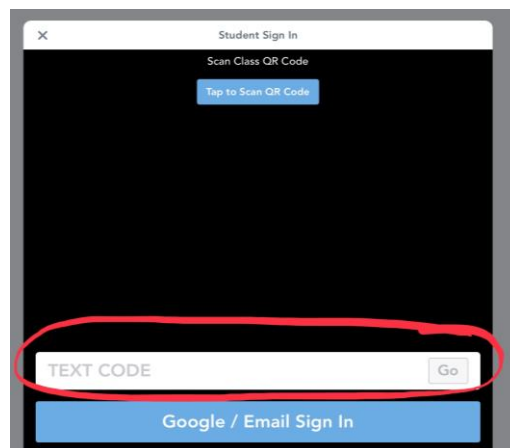 × Student Sign In
Scan Class QR Code
Tap to Scan QR Code
TEXT CODE Go
Google / Email Sign In